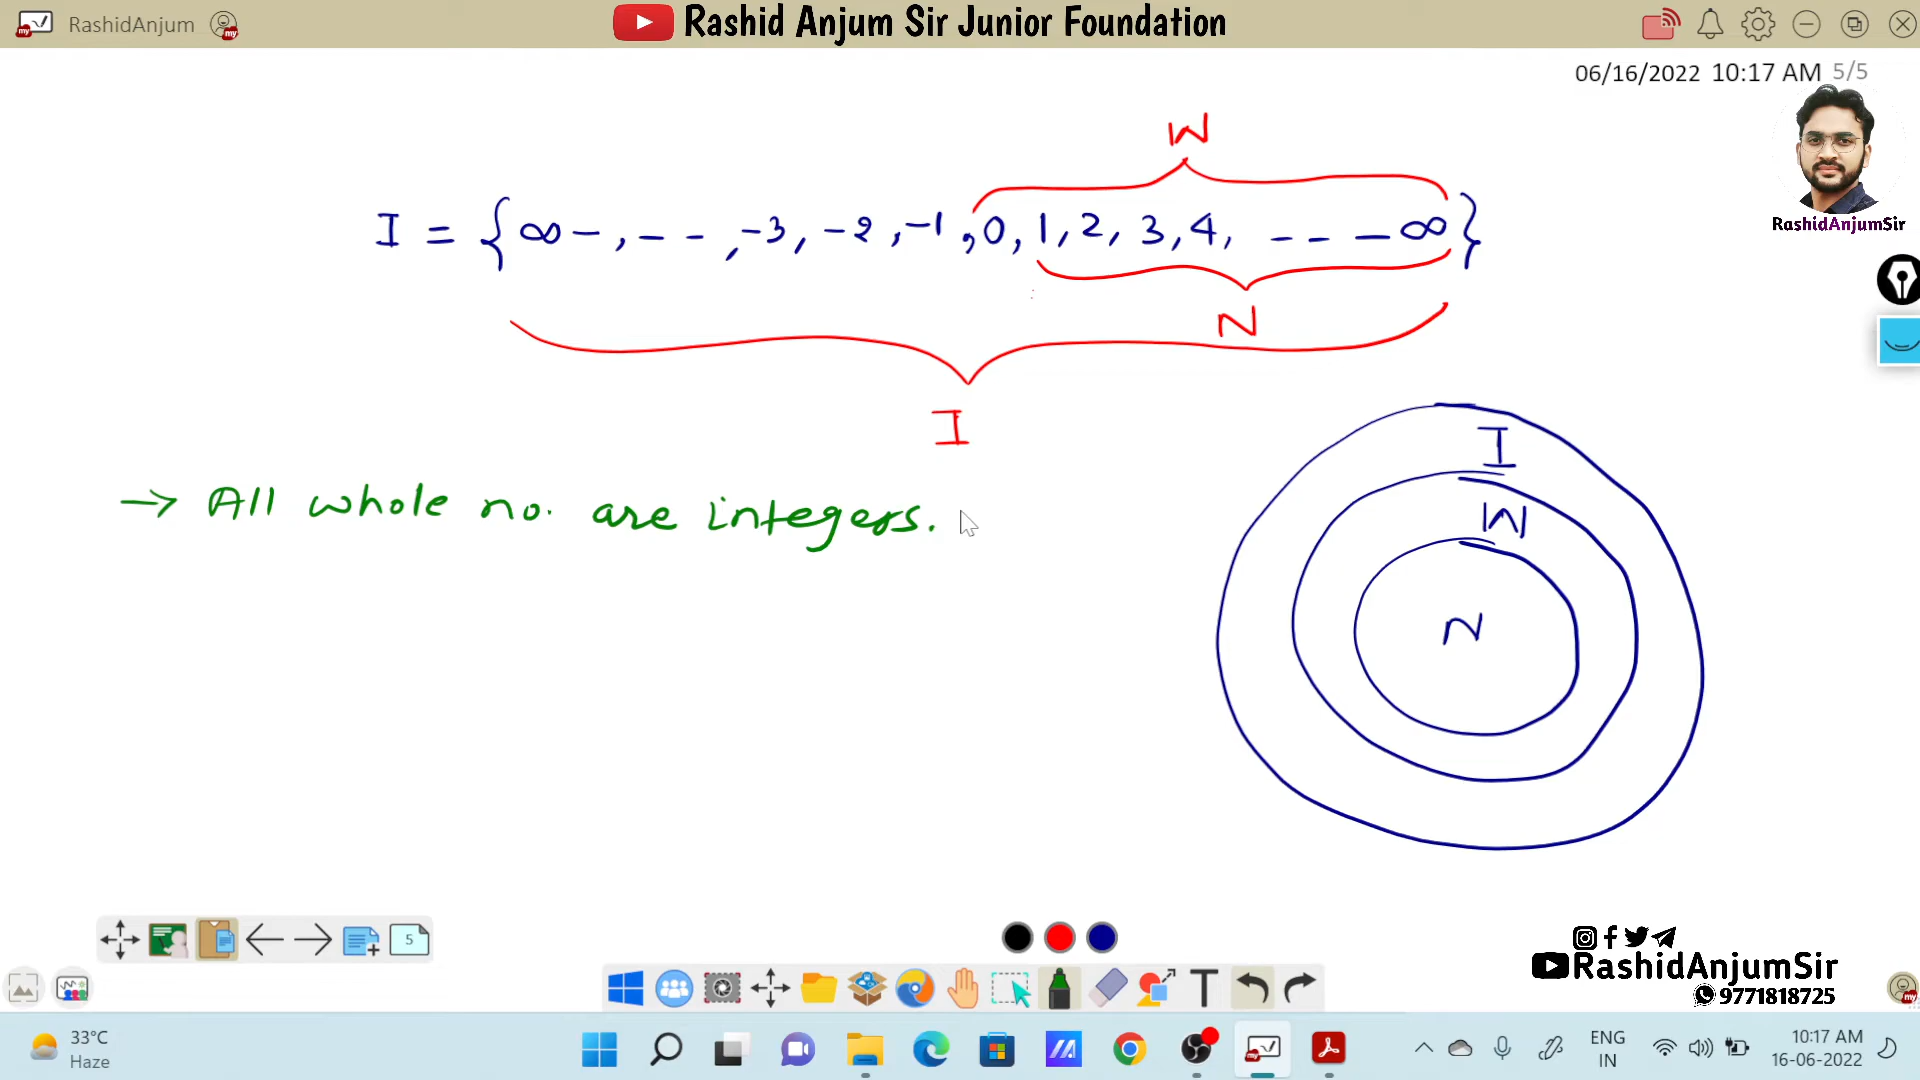 RashidAnjum
Rashid Anjum Sir Junior Foundation
06/16/2022 10:17 AM 5/5
RashidAnjumSir
W
I = { ∞ - , - - , -3, -2, -1, 0, 1, 2, 3, 4, - - - ∞ }
N
I
→ All whole no. are integers.
I
W
N
5
T
RashidAnjumSir
9771818725
33°C
Haze
ENG
IN
10:17 AM
16-06-2022